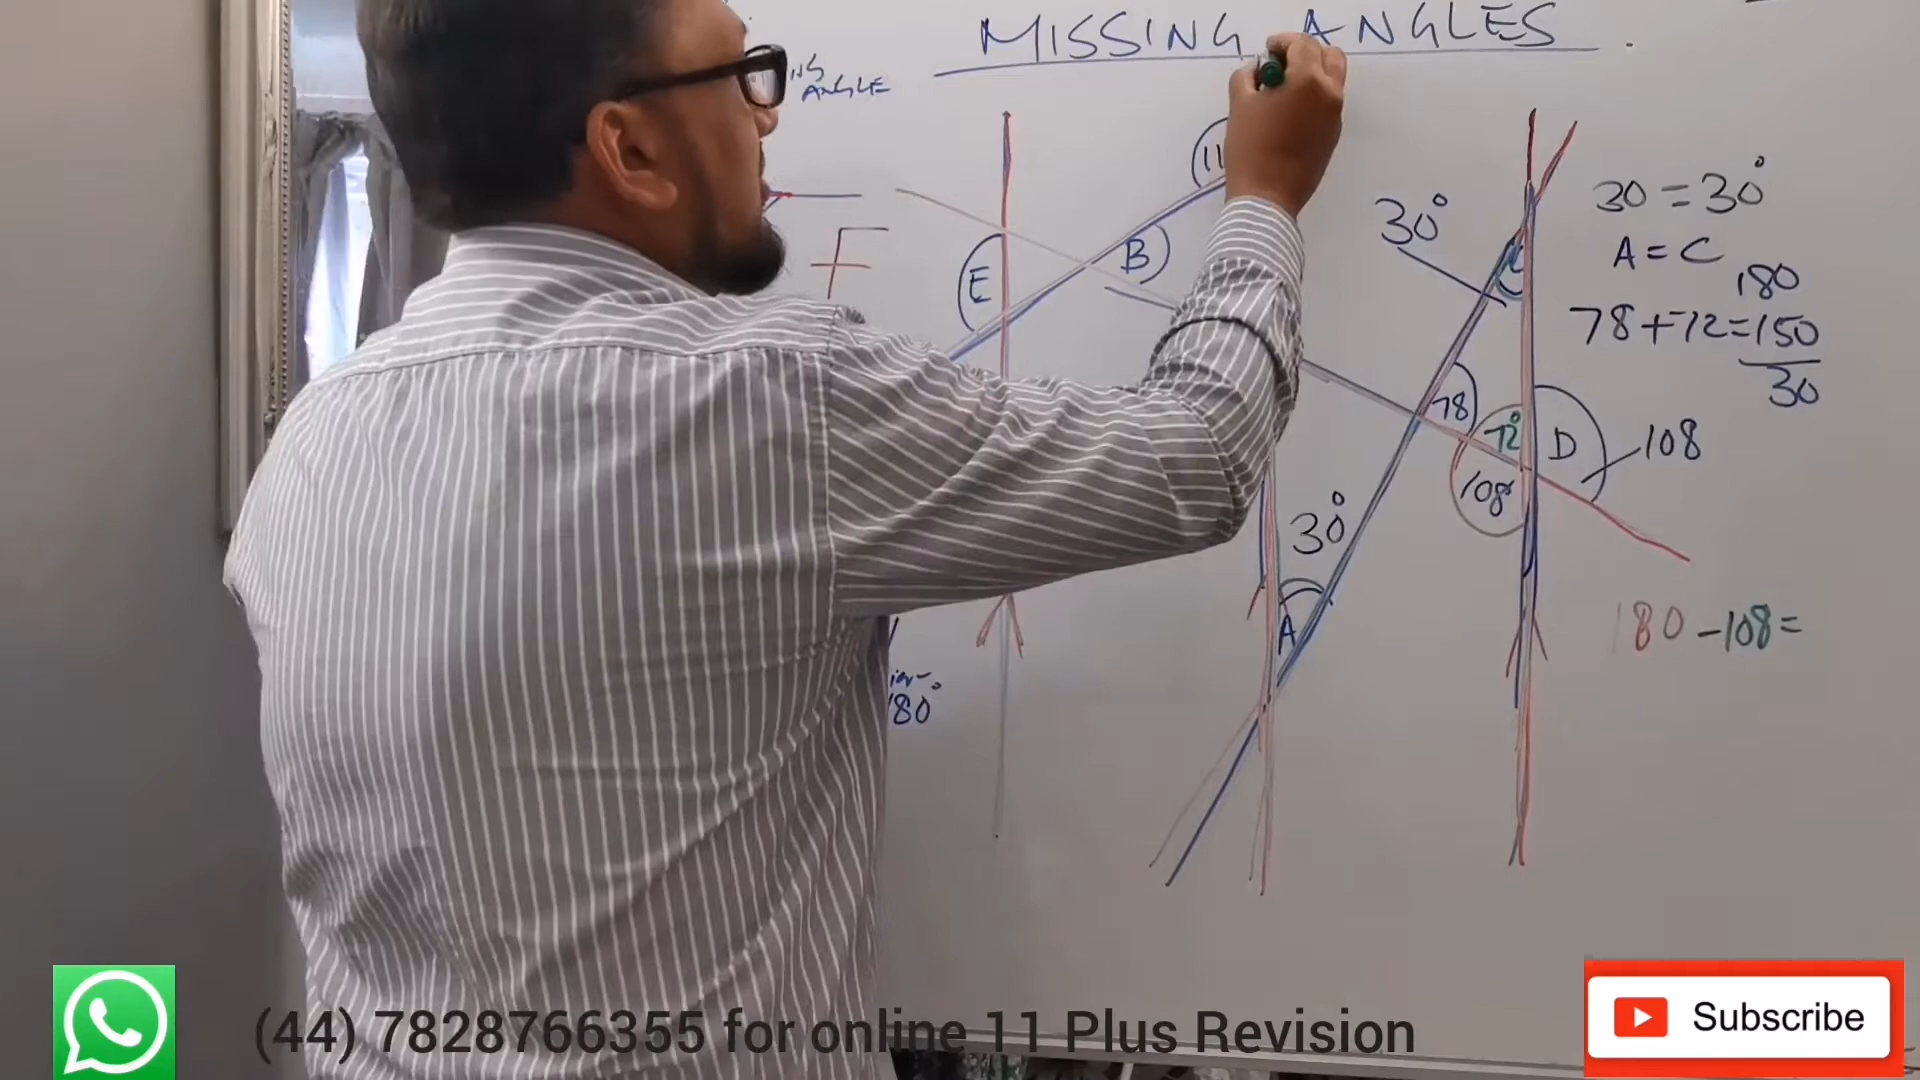 MISSING ANGLES
ANGLE
F
E
B
11
30°
C
30 = 30°
A = C
180
78+72=150
30
78
72°
D
108
108
30°
A
180 -108=
180°
(44) 7828766355 for online 11 Plus Revision
Subscribe